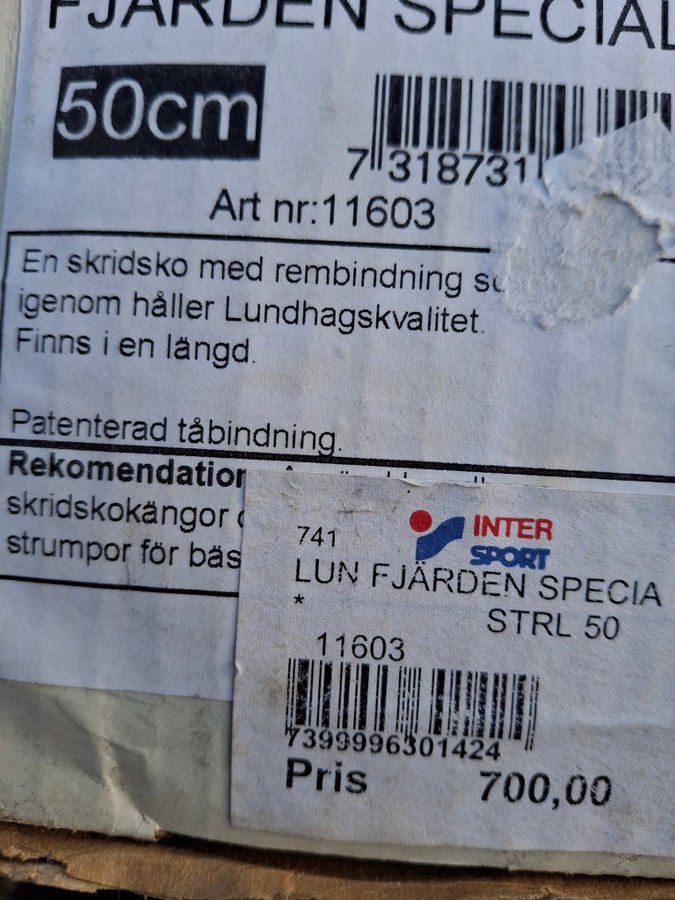 FJÄRDEN SPECIAL
50cm
7 318731
Art nr:11603
En skridsko med rembindning
igenom håller Lundhagskvalitet.
Finns i en längd.
Patenterad tåbindning.
Rekomendation
skridskokängor
strumpor för bäs
741
INTER
SPORT
LUN FJÄRDEN SPECIA
*
STRL 50
11603
7399996301424
Pris 700,00